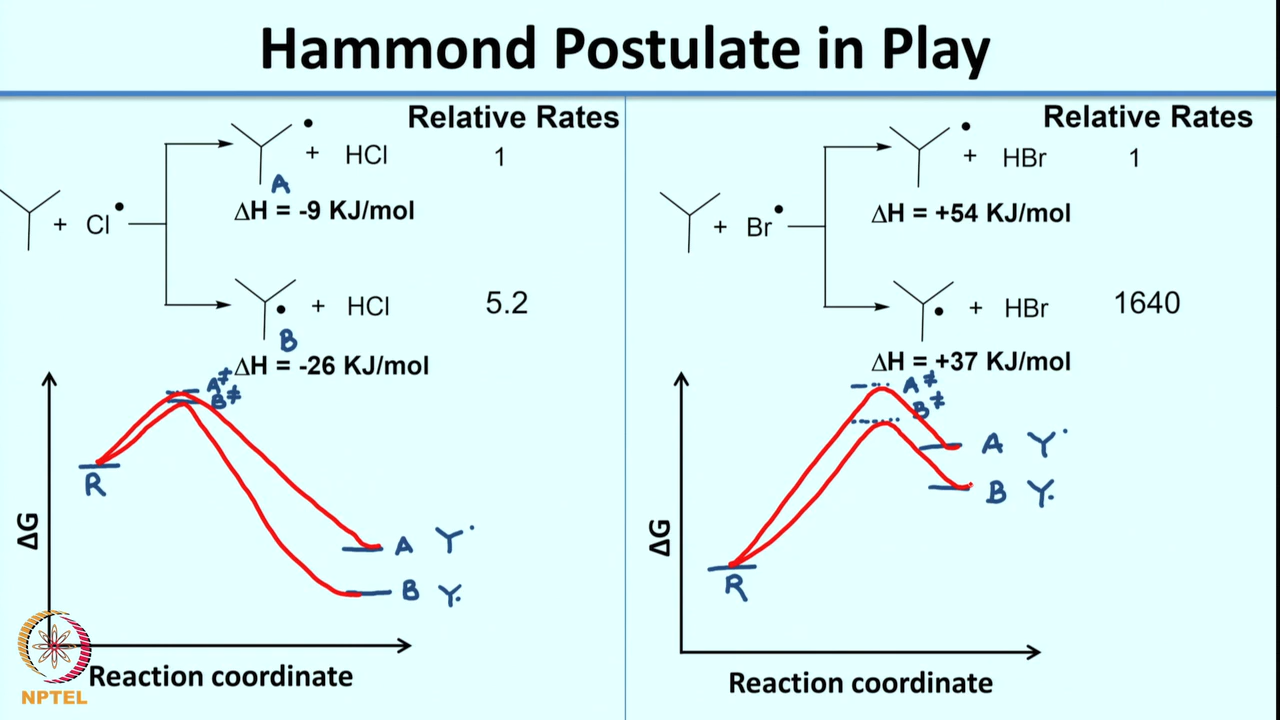 Hammond Postulate in Play
Relative Rates
+ HCl 1
A
ΔH = -9 KJ/mol
+ Cl
+ HCl 5.2
B
ΔH = -26 KJ/mol
A≠
B≠
R
ΔG
A
B
Reaction coordinate
Relative Rates
+ HBr 1
ΔH = +54 KJ/mol
+ Br
+ HBr 1640
ΔH = +37 KJ/mol
A≠
B≠
A
B
R
ΔG
Reaction coordinate
NPTEL